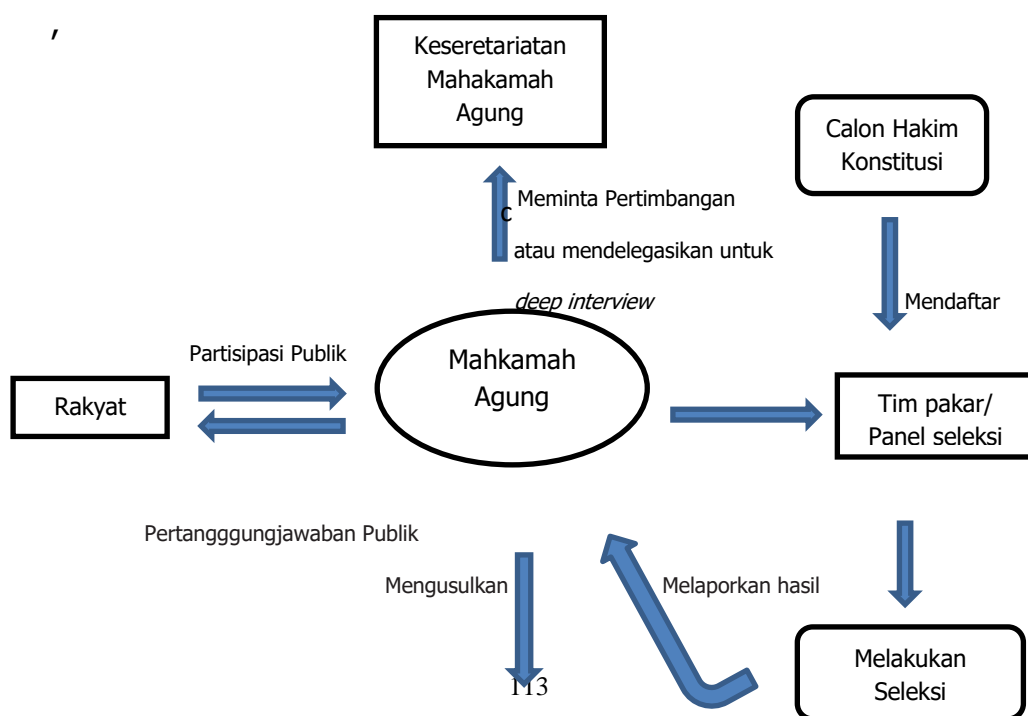 ,
Keseretariatan
Mahakamah
Agung
Calon Hakim
Konstitusi
c
Meminta Pertimbangan
atau mendelegasikan untuk
deep interview
Mendaftar
Partisipasi Publik
Rakyat
Mahkamah
Agung
Tim pakar/
Panel seleksi
Pertangggungjawaban Publik
Mengusulkan
Melaporkan hasil
Melakukan
Seleksi
113